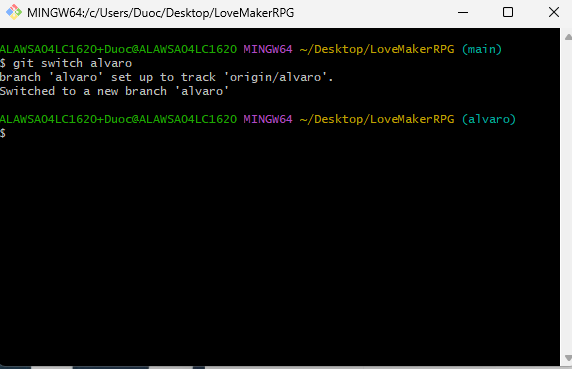 MINGW64:/c/Users/Duoc/Desktop/LoveMakerRPG
ALAWSA04LC1620+Duoc@ALAWSA04LC1620 MINGW64 ~/Desktop/LoveMakerRPG (main)
$ git switch alvaro
branch 'alvaro' set up to track 'origin/alvaro'.
Switched to a new branch 'alvaro'
ALAWSA04LC1620+Duoc@ALAWSA04LC1620 MINGW64 ~/Desktop/LoveMakerRPG (alvaro)
$